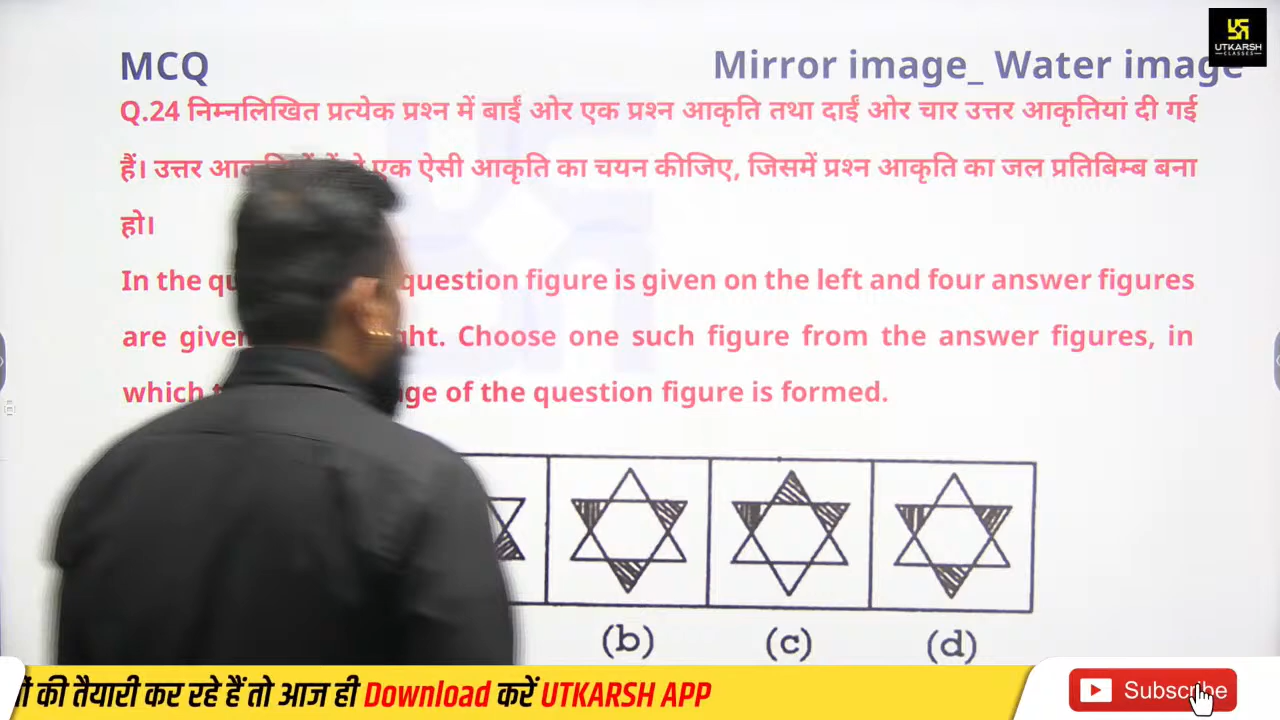 UTKARSH
CLASSES
MCQ
Mirror image_ Water image
Q.24 निम्नलिखित प्रत्येक प्रश्न में बाईं ओर एक प्रश्न आकृति तथा दाईं ओर चार उत्तर आकृतियां दी गई
हैं। उत्तर एक ऐसी आकृति का चयन कीजिए, जिसमें प्रश्न आकृति का जल प्रतिबिम्ब बना
हो।
In the question figure is given on the left and four answer figures
are Choose one such figure from the answer figures, in
which of the question figure is formed.
(b) (c) (d)
की तैयारी कर रहे हैं तो आज ही Download करें UTKARSH APP
Subscribe